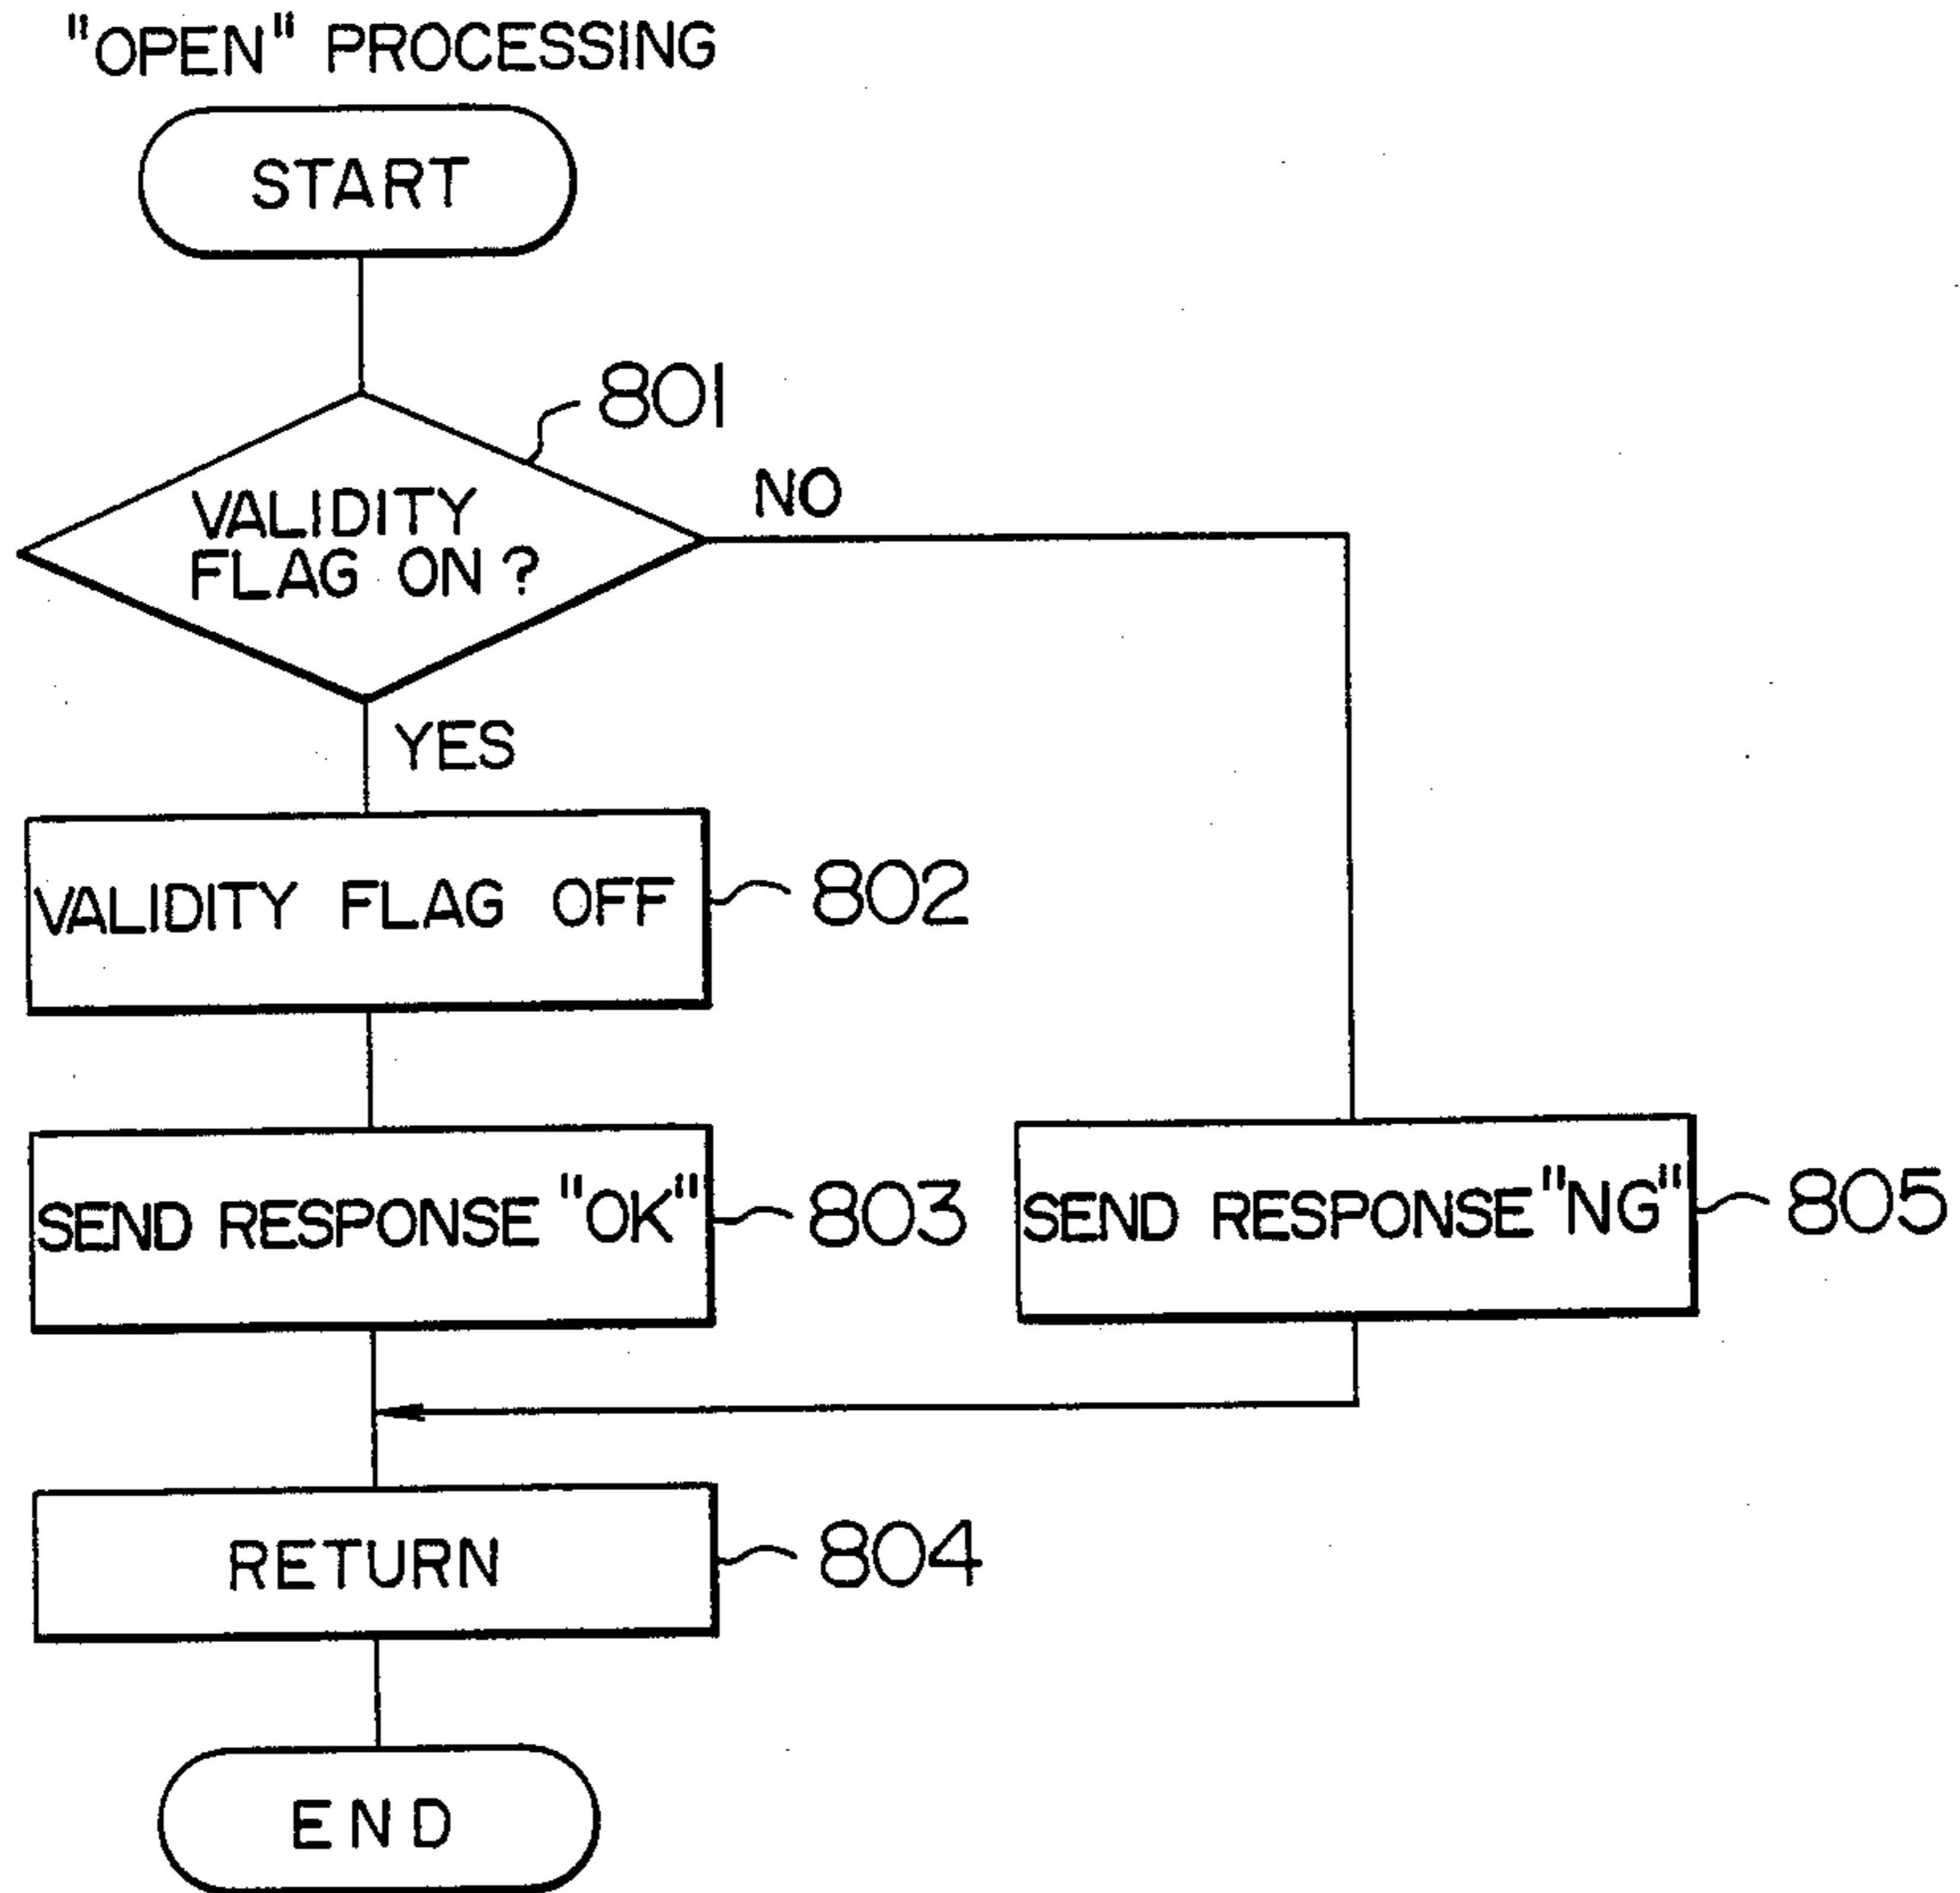 "OPEN" PROCESSING
START
801
VALIDITY
FLAG ON ?
NO
YES
VALIDITY FLAG OFF
802
SEND RESPONSE "OK"
803
SEND RESPONSE "NG"
805
RETURN
804
END